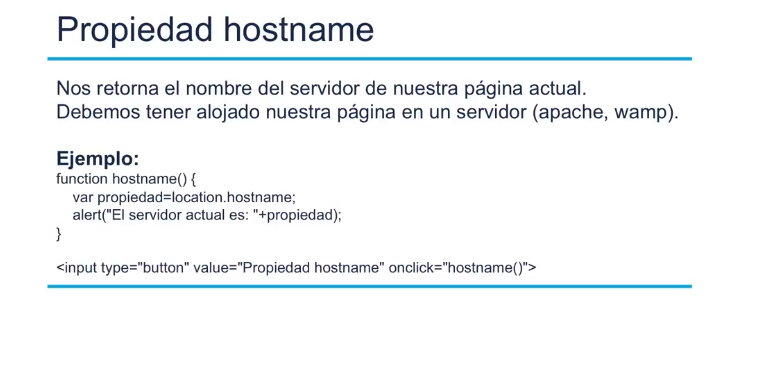 Propiedad hostname
Nos retorna el nombre del servidor de nuestra página actual.
Debemos tener alojado nuestra página en un servidor (apache, wamp).
Ejemplo:
function hostname() {
var propiedad=location.hostname;
alert("El servidor actual es: "+propiedad);
}
<input type="button" value="Propiedad hostname" onclick="hostname()">